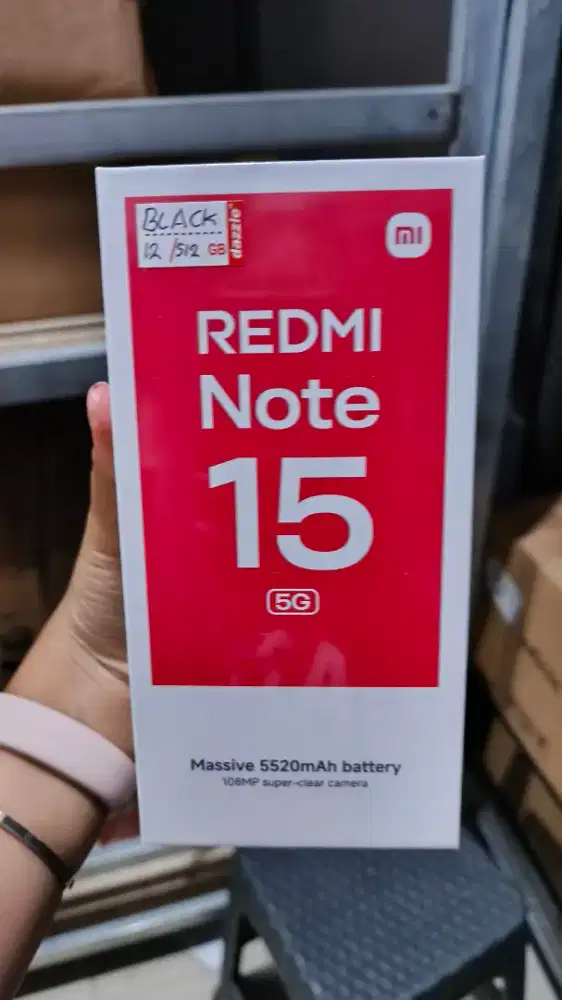 BLACK
12 /512 GB
dazzle
mi
REDMI
Note
15
5G
Massive 5520mAh battery
108MP super-clear camera